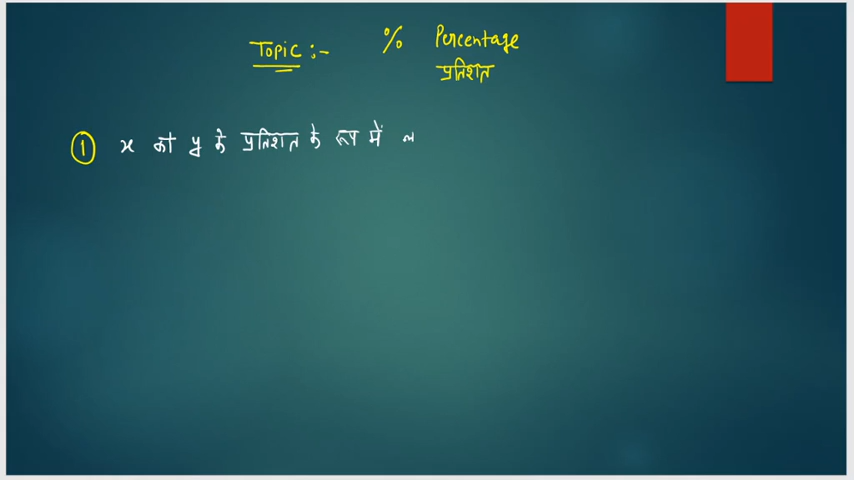 Topic :- % Percentage
प्रतिशत
① x को y के प्रतिशत के रूप में